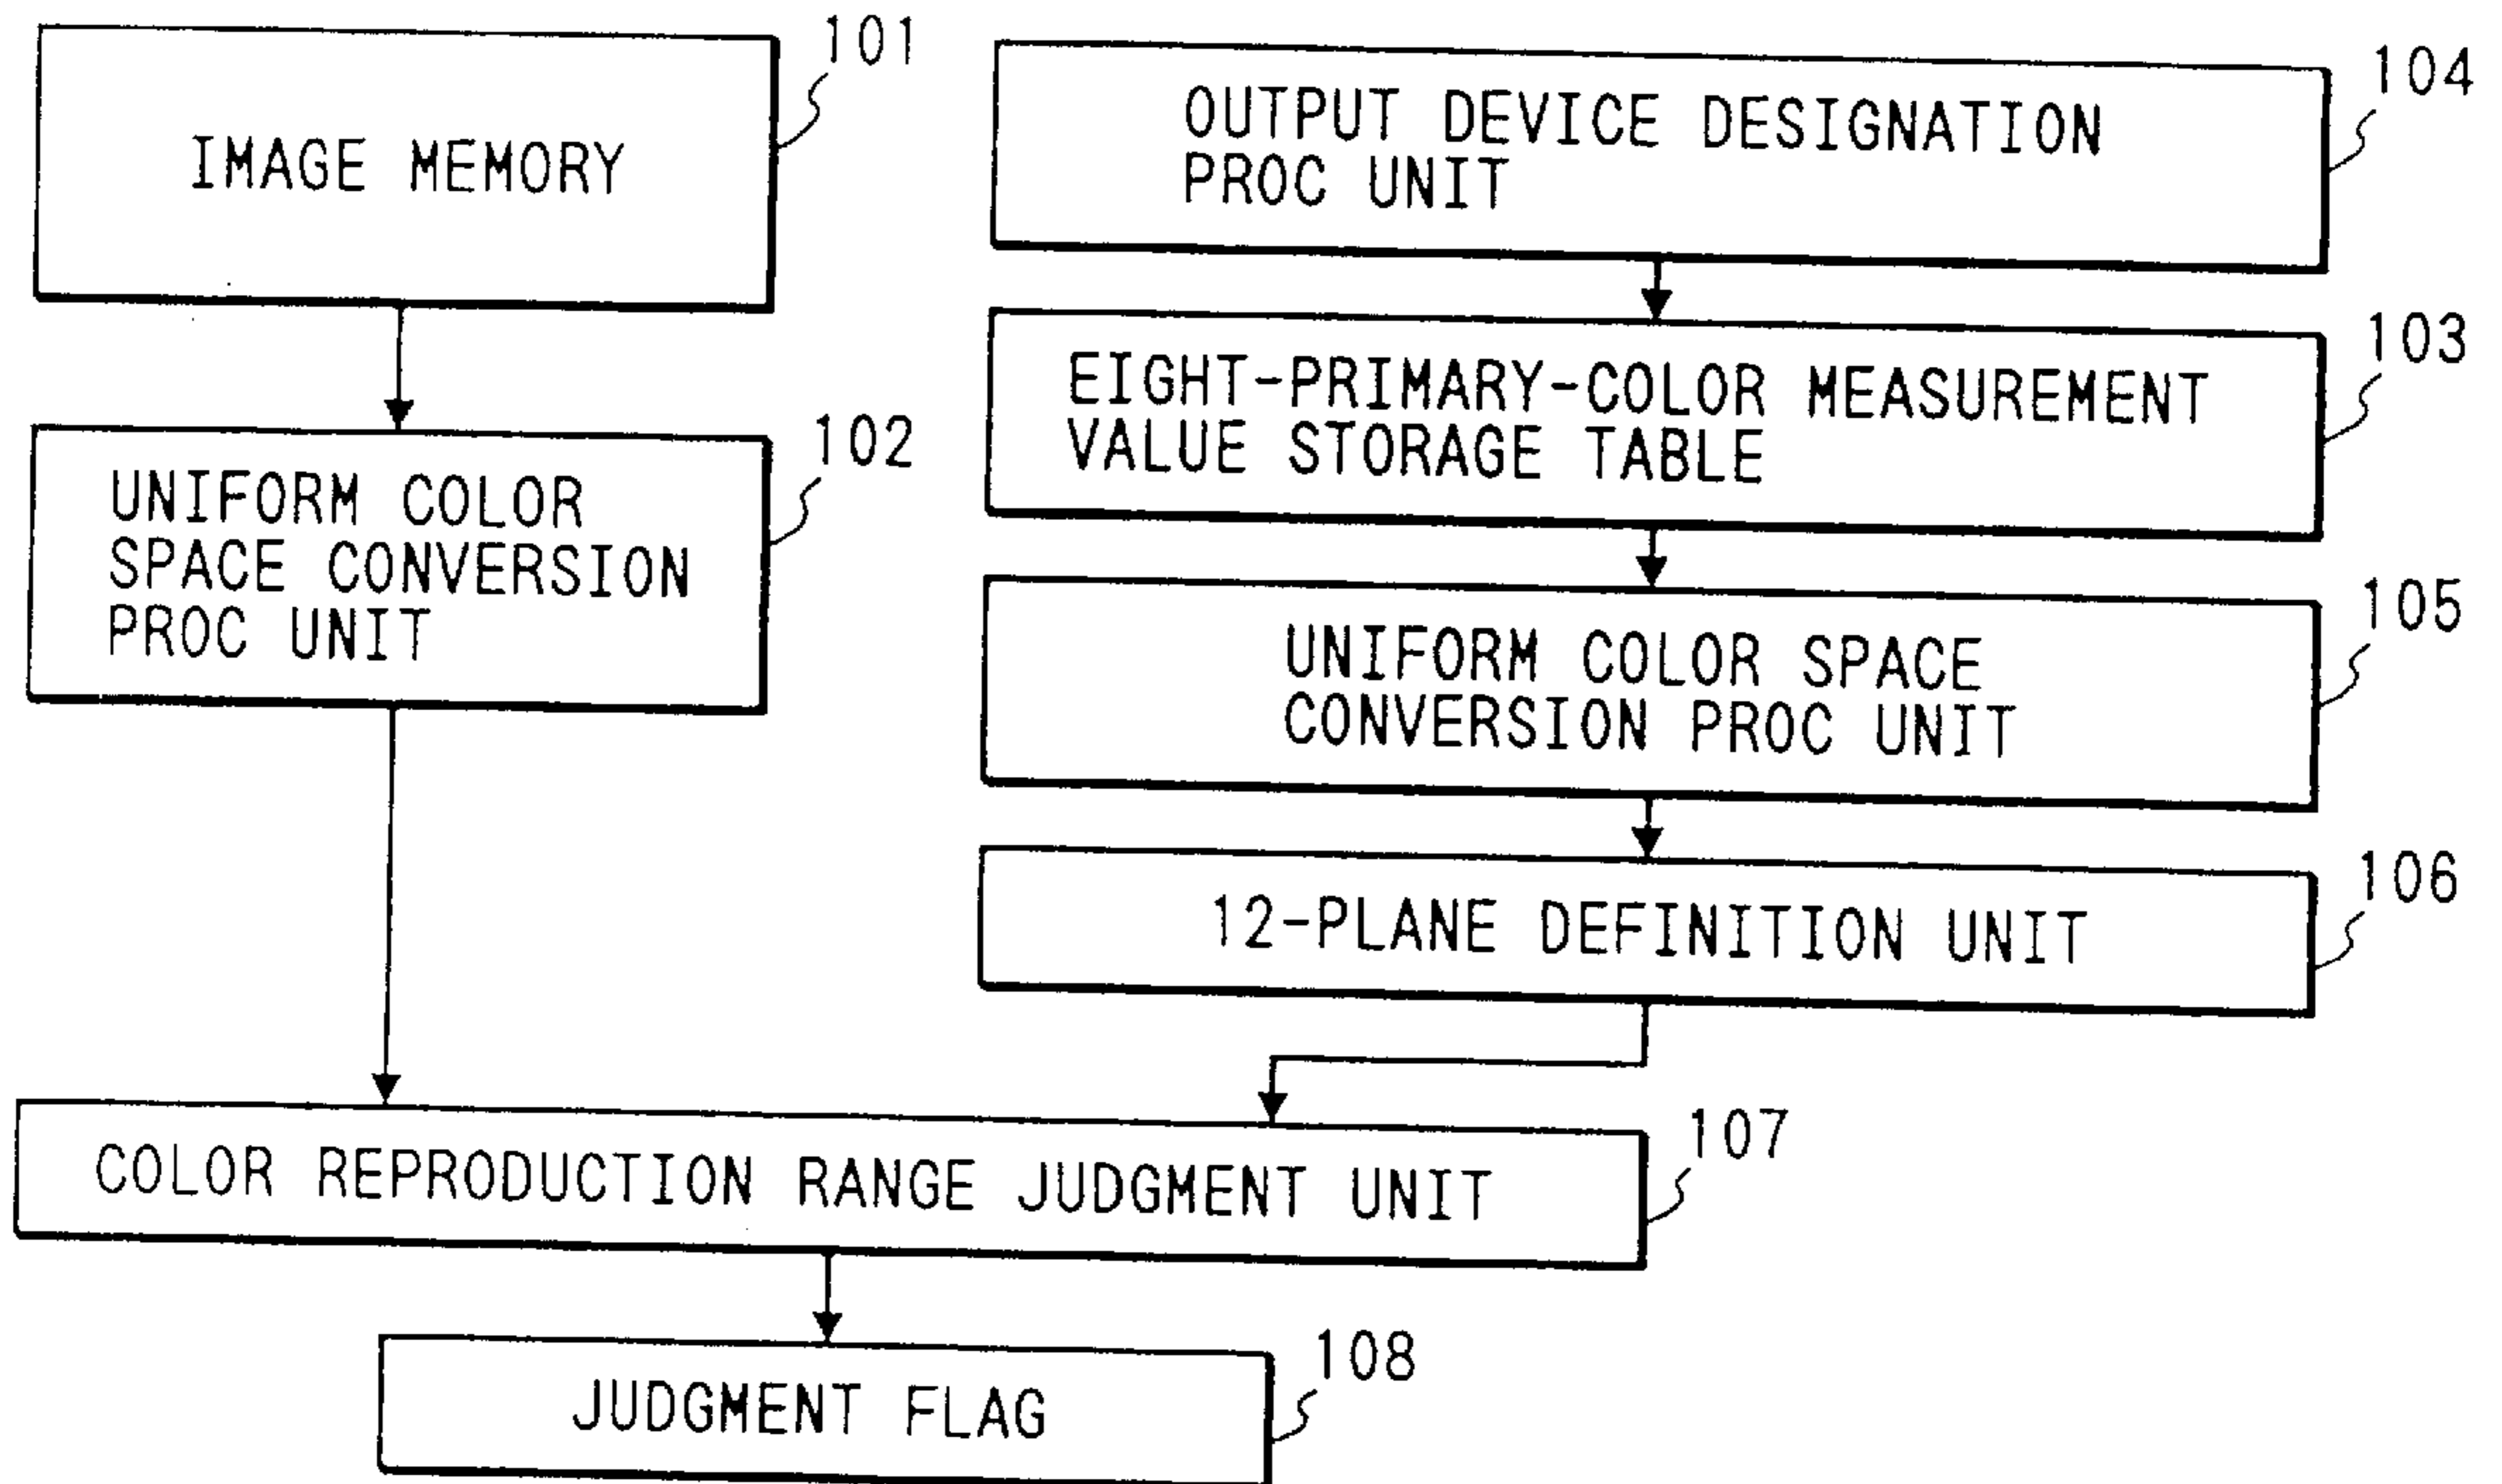 101
IMAGE MEMORY
102
UNIFORM COLOR
SPACE CONVERSION
PROC UNIT
104
OUTPUT DEVICE DESIGNATION
PROC UNIT
103
EIGHT-PRIMARY-COLOR MEASUREMENT
VALUE STORAGE TABLE
105
UNIFORM COLOR SPACE
CONVERSION PROC UNIT
106
12-PLANE DEFINITION UNIT
107
COLOR REPRODUCTION RANGE JUDGMENT UNIT
108
JUDGMENT FLAG